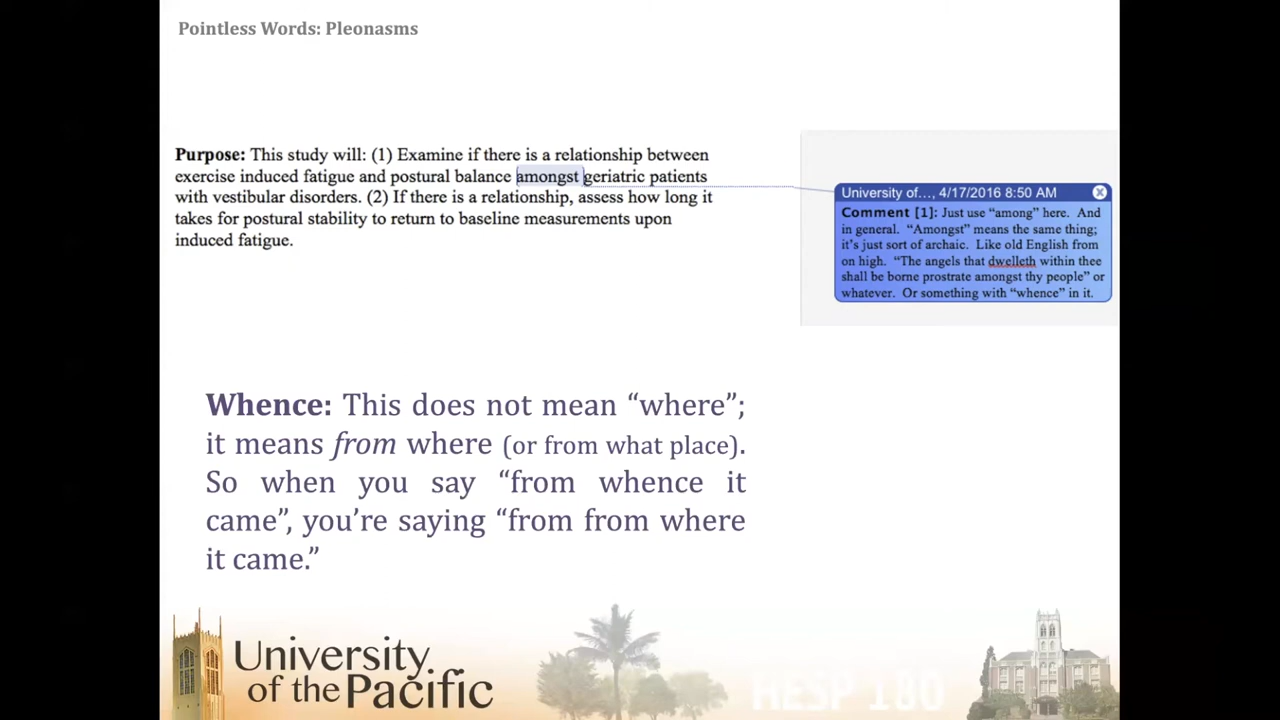 Pointless Words: Pleonasms
Purpose: This study will: (1) Examine if there is a relationship between
exercise induced fatigue and postural balance amongst geriatric patients
with vestibular disorders. (2) If there is a relationship, assess how long it
takes for postural stability to return to baseline measurements upon
induced fatigue.
University of..., 4/17/2016 8:50 AM
Comment [1]: Just use “among” here. And
in general. “Amongst” means the same thing;
it’s just sort of archaic. Like old English from
on high. “The angels that dwelleth within thee
shall be borne prostrate amongst thy people” or
whatever. Or something with “whence” in it.
Whence: This does not mean “where”;
it means from where (or from what place).
So when you say “from whence it
came”, you’re saying “from from where
it came.”
University
of the Pacific
HESP 180